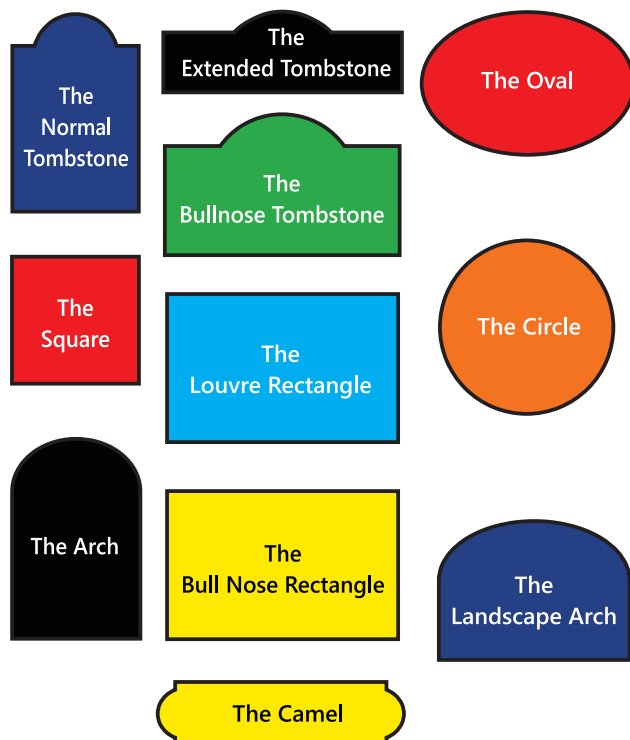 The
Normal
Tombstone
The
Extended Tombstone
The Oval
The
Bullnose Tombstone
The
Square
The
Louvre Rectangle
The Circle
The Arch
The
Bull Nose Rectangle
The
Landscape Arch
The Camel